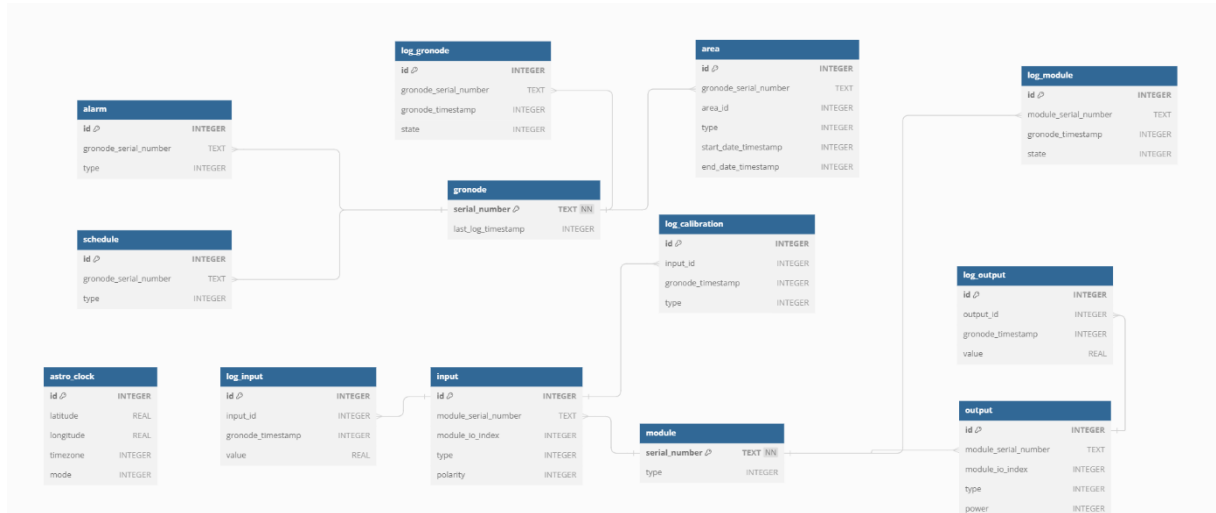 log_gronode
id INTEGER
gronode_serial_number TEXT
gronode_timestamp INTEGER
state INTEGER
area
id INTEGER
gronode_serial_number TEXT
area_id INTEGER
type INTEGER
start_date_timestamp INTEGER
end_date_timestamp INTEGER
log_module
id INTEGER
module_serial_number TEXT
gronode_timestamp INTEGER
state INTEGER
alarm
id INTEGER
gronode_serial_number TEXT
type INTEGER
gronode
serial_number TEXT NN
last_log_timestamp INTEGER
schedule
id INTEGER
gronode_serial_number TEXT
type INTEGER
log_calibration
id INTEGER
input_id INTEGER
gronode_timestamp INTEGER
type INTEGER
log_output
id INTEGER
output_id INTEGER
gronode_timestamp INTEGER
value REAL
astro_clock
id INTEGER
latitude REAL
longitude REAL
timezone INTEGER
mode INTEGER
log_input
id INTEGER
input_id INTEGER
gronode_timestamp INTEGER
value REAL
input
id INTEGER
module_serial_number TEXT
module_io_index INTEGER
type INTEGER
polarity INTEGER
module
serial_number TEXT NN
type INTEGER
output
id INTEGER
module_serial_number TEXT
module_io_index INTEGER
type INTEGER
power INTEGER